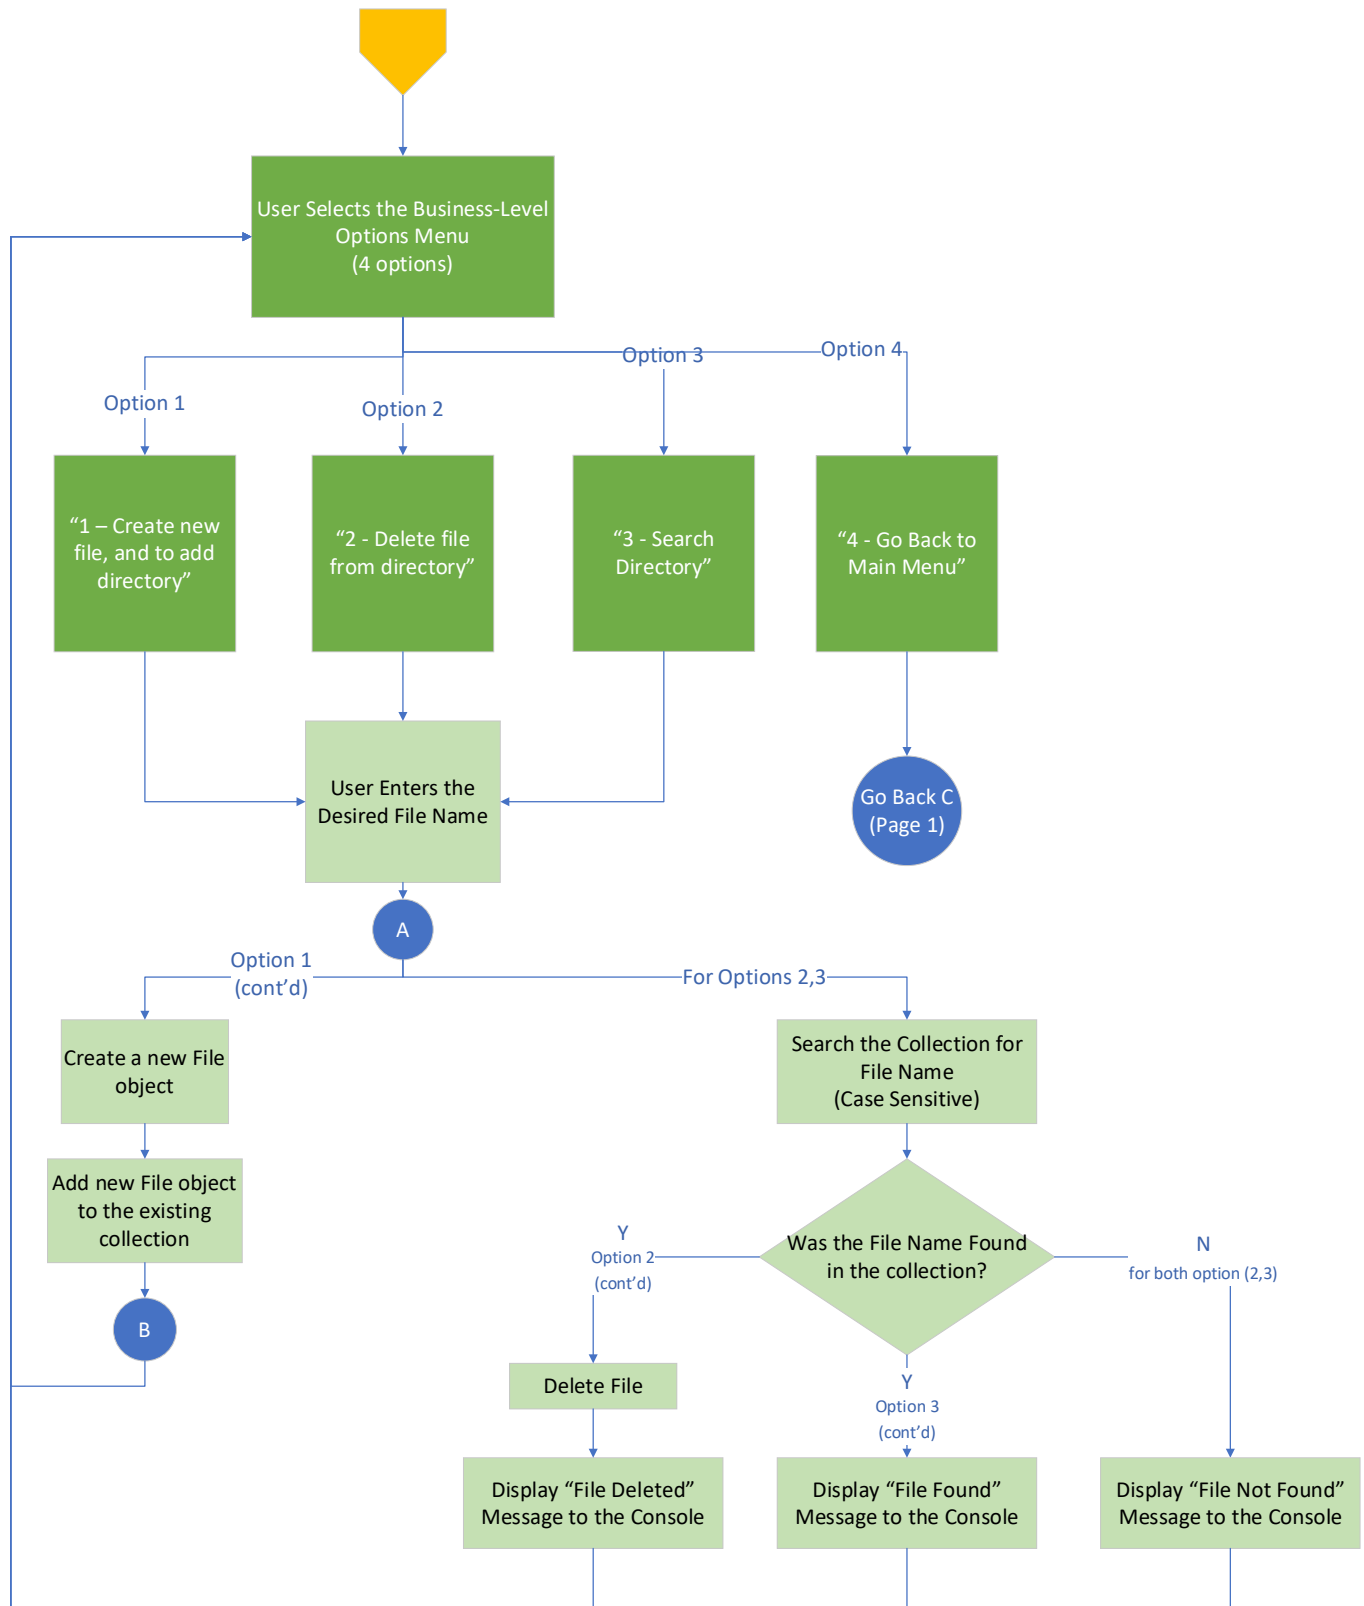 User Selects the Business-Level
Options Menu
(4 options)
Option 1
Option 2
Option 3
Option 4
“1 – Create new
file, and to add
directory”
“2 - Delete file
from directory”
“3 - Search
Directory”
“4 - Go Back to
Main Menu”
User Enters the
Desired File Name
Go Back C
(Page 1)
A
Option 1
(cont’d)
For Options 2,3
Create a new File
object
Search the Collection for
File Name
(Case Sensitive)
Add new File object
to the existing
collection
Was the File Name Found
in the collection?
Y
Option 2
(cont’d)
N
for both option (2,3)
B
Delete File
Y
Option 3
(cont’d)
Display “File Deleted”
Message to the Console
Display “File Found”
Message to the Console
Display “File Not Found”
Message to the Console